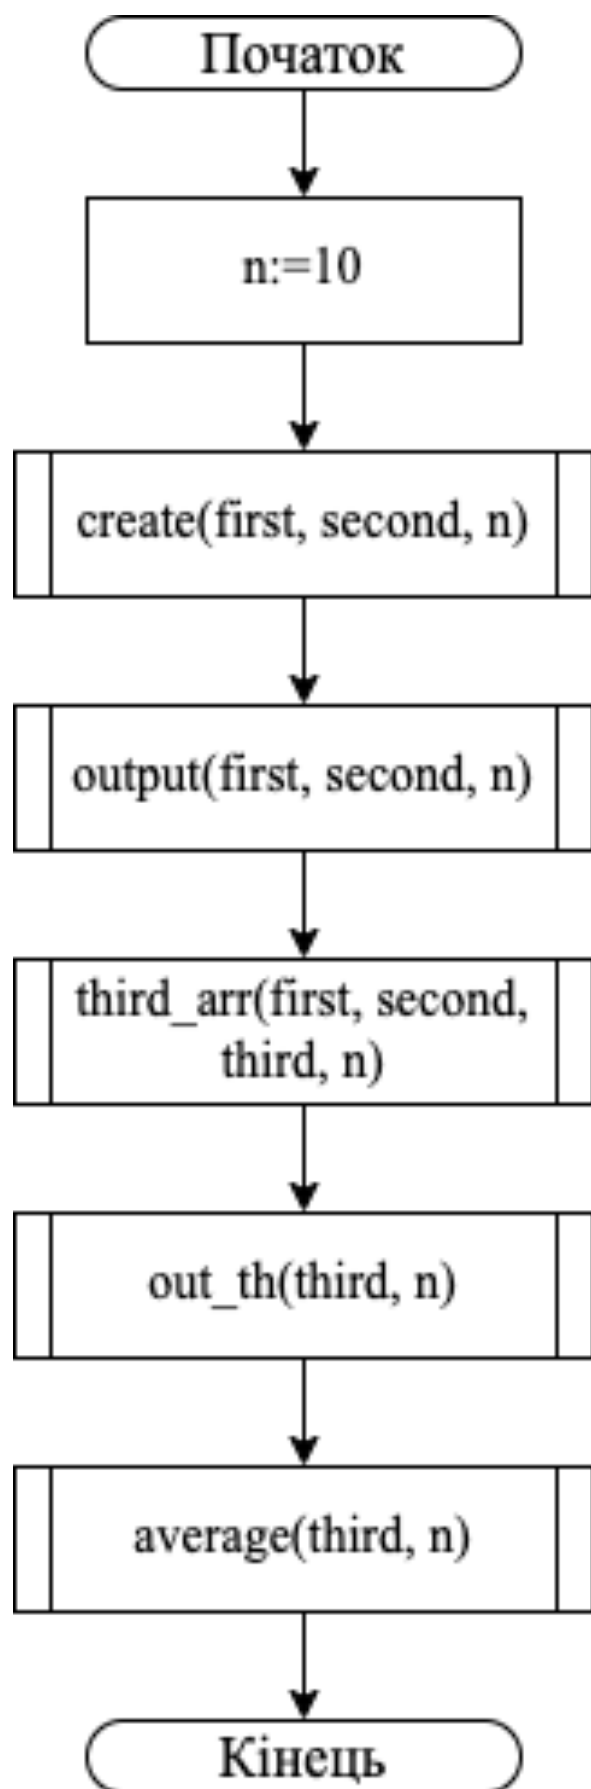 Початок
n:=10
create(first, second, n)
output(first, second, n)
third_arr(first, second,
third, n)
out_th(third, n)
average(third, n)
Кінець